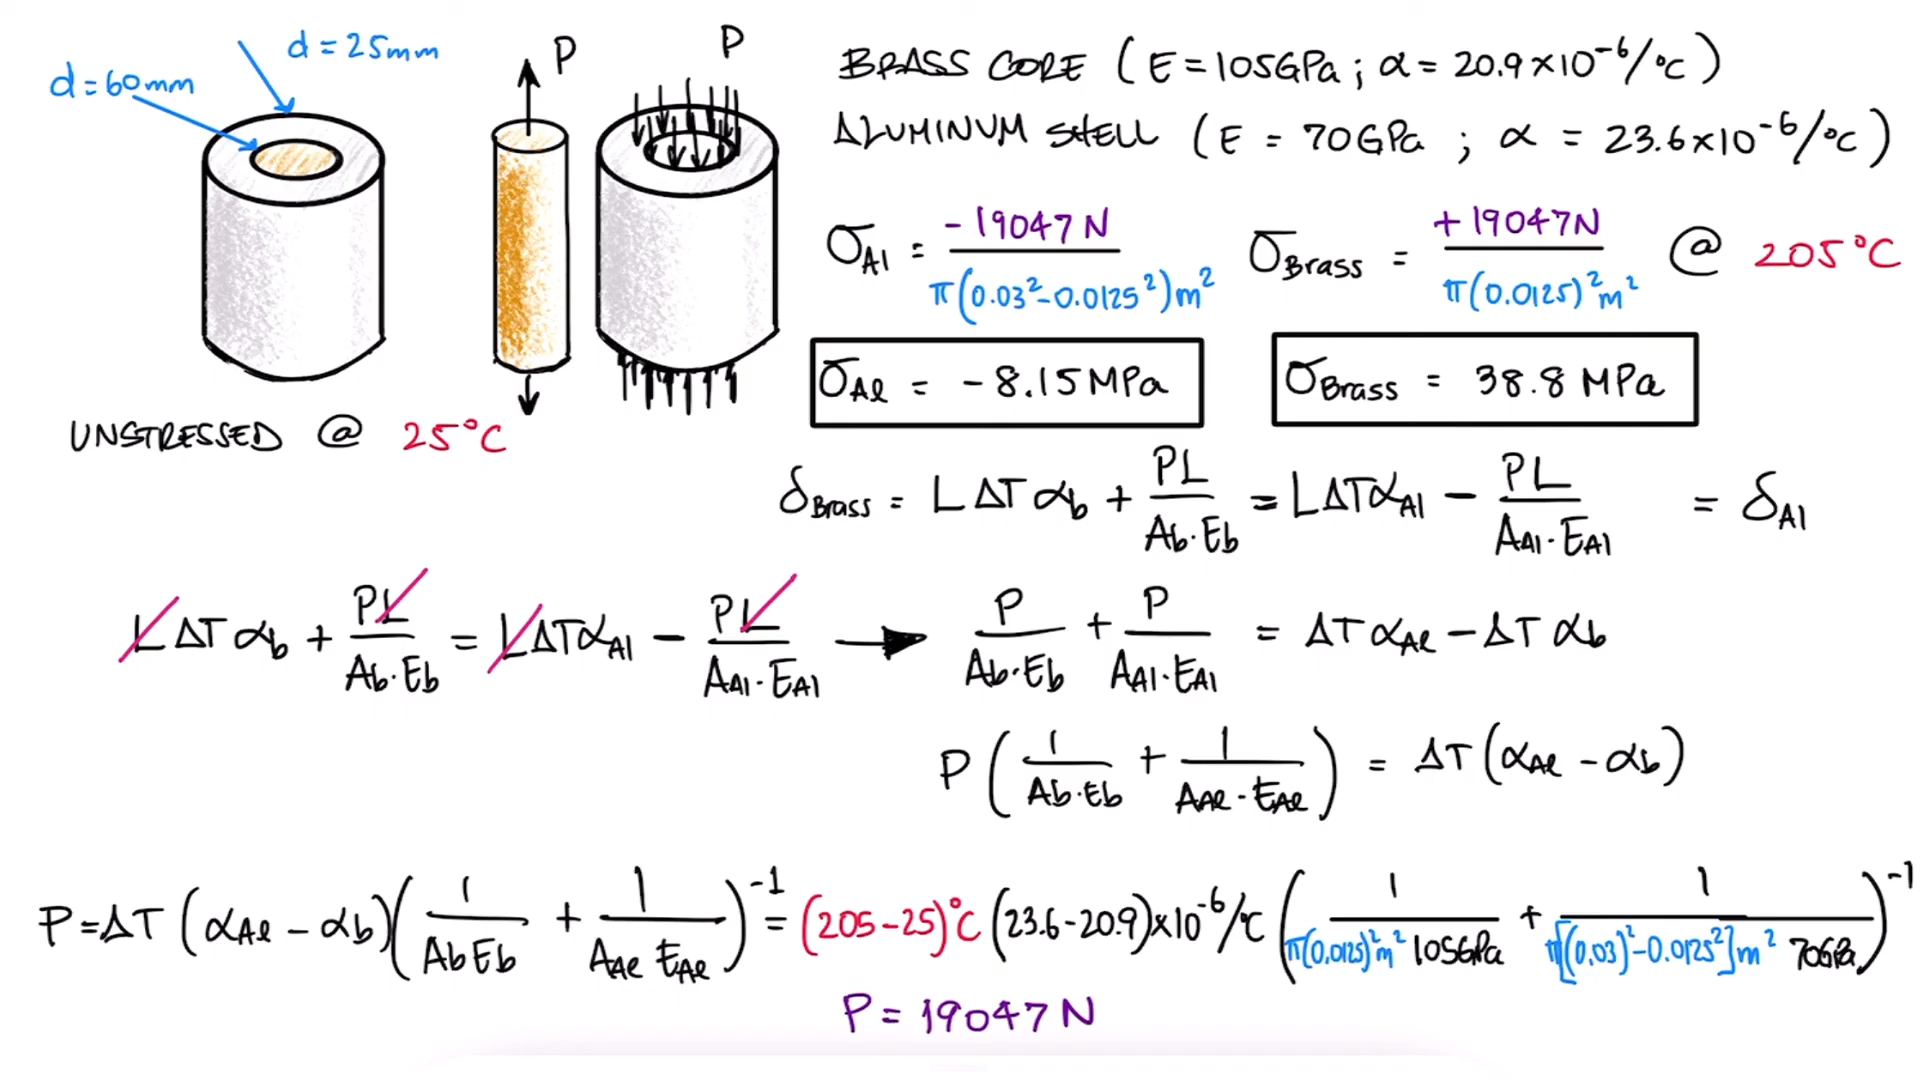 d = 25mm
d = 60mm
P
P
BRASS CORE ( E = 105GPa ; α = 20.9×10⁻⁶/°C )
ALUMINUM SHELL ( E = 70GPa ; α = 23.6×10⁻⁶/°C )
σAl = -19047N / π(0.03² - 0.0125²)m²
σBrass = +19047N / π(0.0125)²m² @ 205°C
σAl = -8.15MPa
σBrass = 38.8 MPa
UNSTRESSED @ 25°C
δBrass = LΔTαb + PL / Ab·Eb = LΔTαAl - PL / AAl·EAl = δAl
LΔTαb + PL / Ab·Eb = LΔTαAl - PL / AAl·EAl → P / Ab·Eb + P / AAl·EAl = ΔTαAl - ΔTαb
P ( 1 / Ab·Eb + 1 / AAl·EAl ) = ΔT(αAl - αb)
P = ΔT (αAl - αb) ( 1 / AbEb + 1 / AAl EAl )⁻¹ = (205-25)°C (23.6-20.9)×10⁻⁶/°C ( 1 / π(0.0125)²m² 105GPa + 1 / π[(0.03)²-0.0125²]m² 70GPa )⁻¹
P = 19047 N